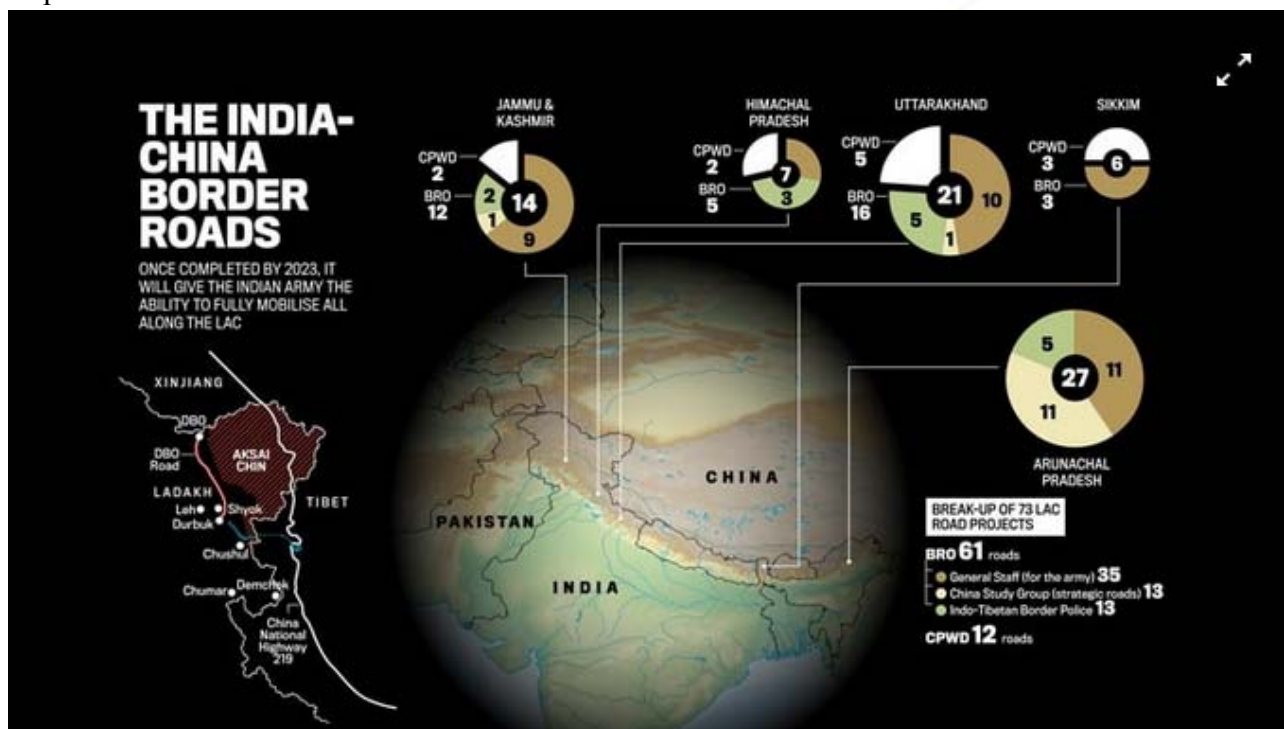 THE INDIA-
CHINA
BORDER
ROADS
ONCE COMPLETED BY 2023, IT
WILL GIVE THE INDIAN ARMY THE
ABILITY TO FULLY MOBILISE ALL
ALONG THE LAC
JAMMU &
KASHMIR
CPWD
2
BRO
12
2
1
14
9
HIMACHAL
PRADESH
CPWD
2
BRO
5
7
3
UTTARAKHAND
CPWD
5
BRO
16
21
10
5
1
SIKKIM
CPWD
3
BRO
3
6
5
27
11
11
ARUNACHAL
PRADESH
XINJIANG
DBO
DBO
Road
AKSAI
CHIN
LADAKH
TIBET
Leh
Shyok
Durbuk
Chushul
Chumar
Demchok
China
National
Highway
219
CHINA
PAKISTAN
INDIA
BREAK-UP OF 73 LAC
ROAD PROJECTS
BRO 61 roads
General Staff (for the army) 35
China Study Group (strategic roads) 13
Indo-Tibetan Border Police 13
CPWD 12 roads